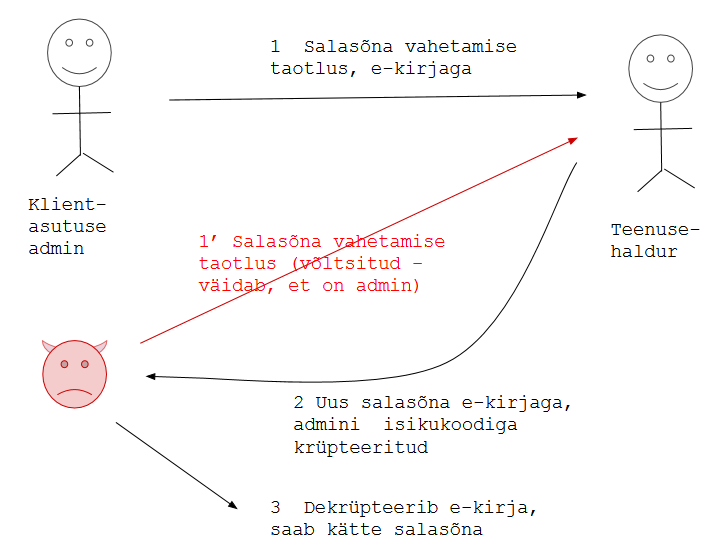 1 Salasõna vahetamise
taotlus, e-kirjaga
Klient-
asutuse
admin
Teenuse-
haldur
1’ Salasõna vahetamise
taotlus (võltsitud –
väidab, et on admin)
2 Uus salasõna e-kirjaga,
admini isikukoodiga
krüpteeritud
3 Dekrüpteerib e-kirja,
saab kätte salasõna